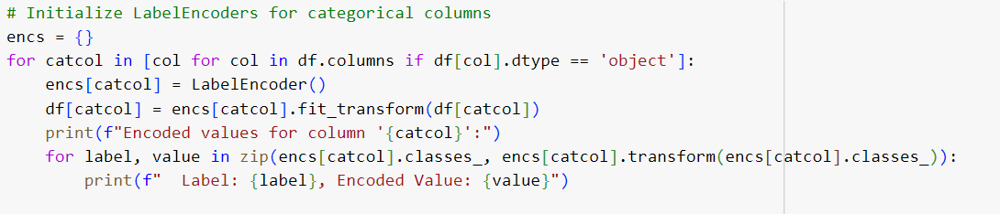 # Initialize LabelEncoders for categorical columns
encs = {}
for catcol in [col for col in df.columns if df[col].dtype == 'object']:
    encs[catcol] = LabelEncoder()
    df[catcol] = encs[catcol].fit_transform(df[catcol])
    print(f"Encoded values for column '{catcol}':")
    for label, value in zip(encs[catcol].classes_, encs[catcol].transform(encs[catcol].classes_)):
        print(f"  Label: {label}, Encoded Value: {value}")